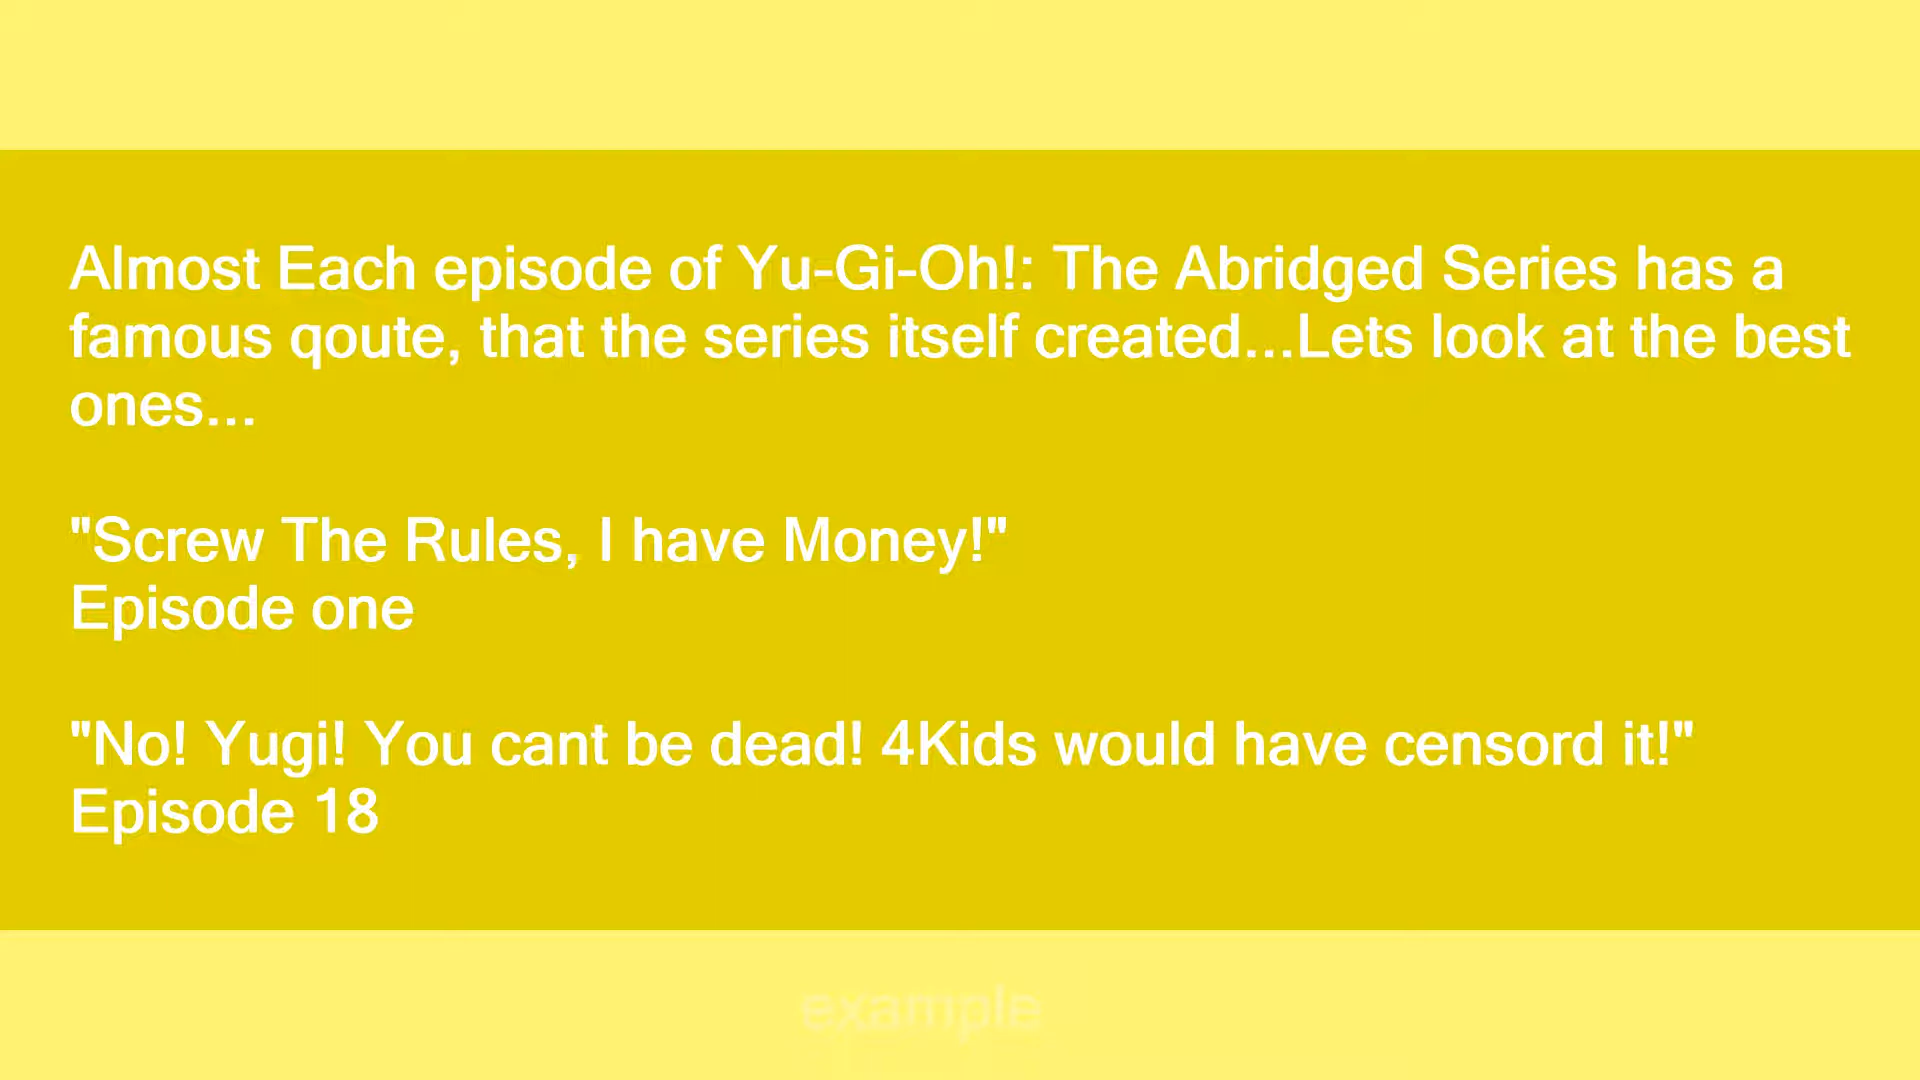 Almost Each episode of Yu-Gi-Oh!: The Abridged Series has a
famous qoute, that the series itself created...Lets look at the best
ones...
"Screw The Rules, I have Money!"
Episode one
"No! Yugi! You cant be dead! 4Kids would have censord it!"
Episode 18
example